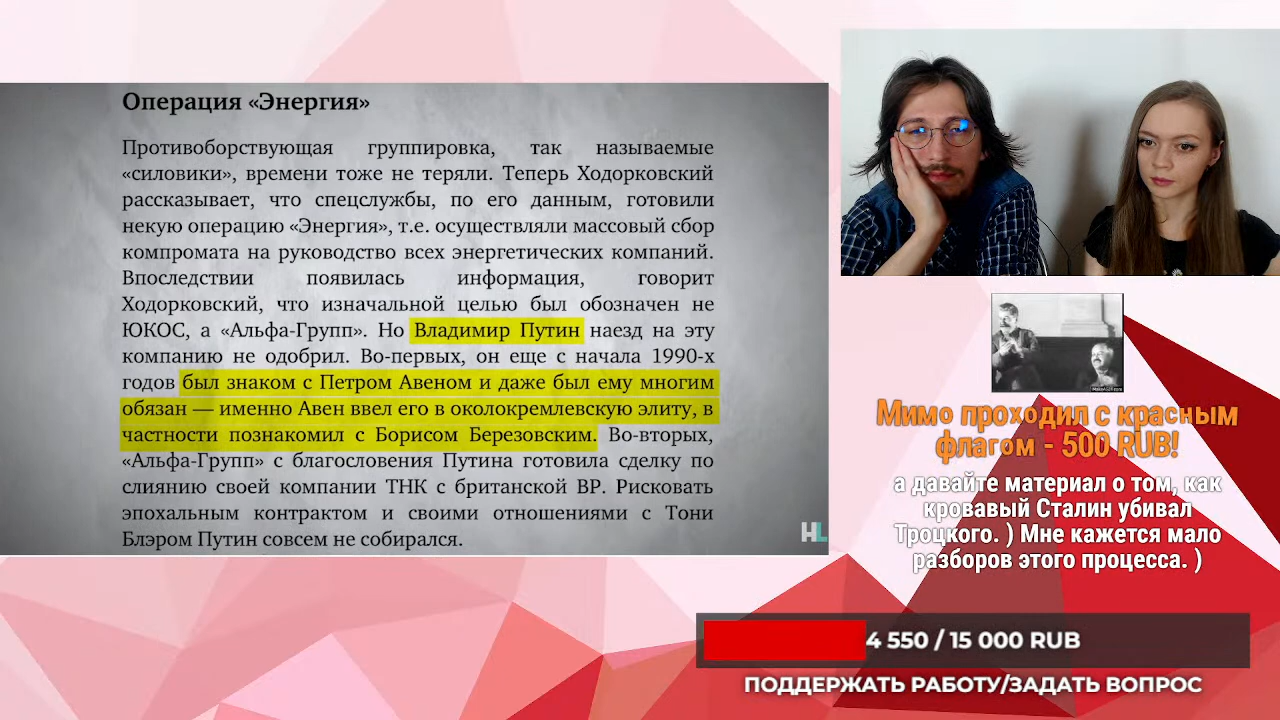 Операция «Энергия»
Противоборствующая группировка, так называемые
«силовики», времени тоже не теряли. Теперь Ходорковский
рассказывает, что спецслужбы, по его данным, готовили
некую операцию «Энергия», т.е. осуществляли массовый сбор
компромата на руководство всех энергетических компаний.
Впоследствии появилась информация, говорит
Ходорковский, что изначальной целью был обозначен не
ЮКОС, а «Альфа-Групп». Но Владимир Путин наезд на эту
компанию не одобрил. Во-первых, он еще с начала 1990-х
годов был знаком с Петром Авеном и даже был ему многим
обязан — именно Авен ввел его в околокремлевскую элиту, в
частности познакомил с Борисом Березовским. Во-вторых,
«Альфа-Групп» с благословения Путина готовила сделку по
слиянию своей компании ТНК с британской BP. Рисковать
эпохальным контрактом и своими отношениями с Тони
Блэром Путин совсем не собирался.
HL
Мимо проходил с красным
флагом - 500 RUB!
а давайте материал о том, как
кровавый Сталин убивал
Троцкого. ) Мне кажется мало
разборов этого процесса. )
4 550 / 15 000 RUB
ПОДДЕРЖАТЬ РАБОТУ/ЗАДАТЬ ВОПРОС